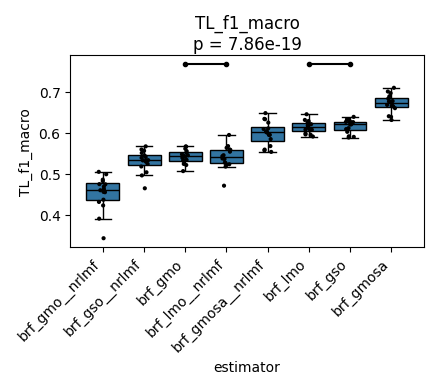 TL_f1_macro
p = 7.86e-19
TL_f1_macro
0.7
0.6
0.5
0.4
brf_gmo__nrlmf
brf_gso__nrlmf
brf_gmo
brf_lmo__nrlmf
brf_gmosa__nrlmf
brf_lmo
brf_gso
brf_gmosa
estimator